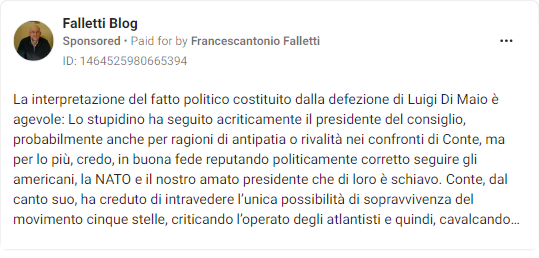 Falletti Blog
Sponsored • Paid for by Francescantonio Falletti
ID: 1464525980665394
La interpretazione del fatto politico costituito dalla defezione di Luigi Di Maio è
agevole: Lo stupidino ha seguito acriticamente il presidente del consiglio,
probabilmente anche per ragioni di antipatia o rivalità nei confronti di Conte, ma
per lo più, credo, in buona fede reputando politicamente corretto seguire gli
americani, la NATO e il nostro amato presidente che di loro è schiavo. Conte, dal
canto suo, ha creduto di intravedere l’unica possibilità di sopravvivenza del
movimento cinque stelle, criticando l’operato degli atlantisti e quindi, cavalcando…